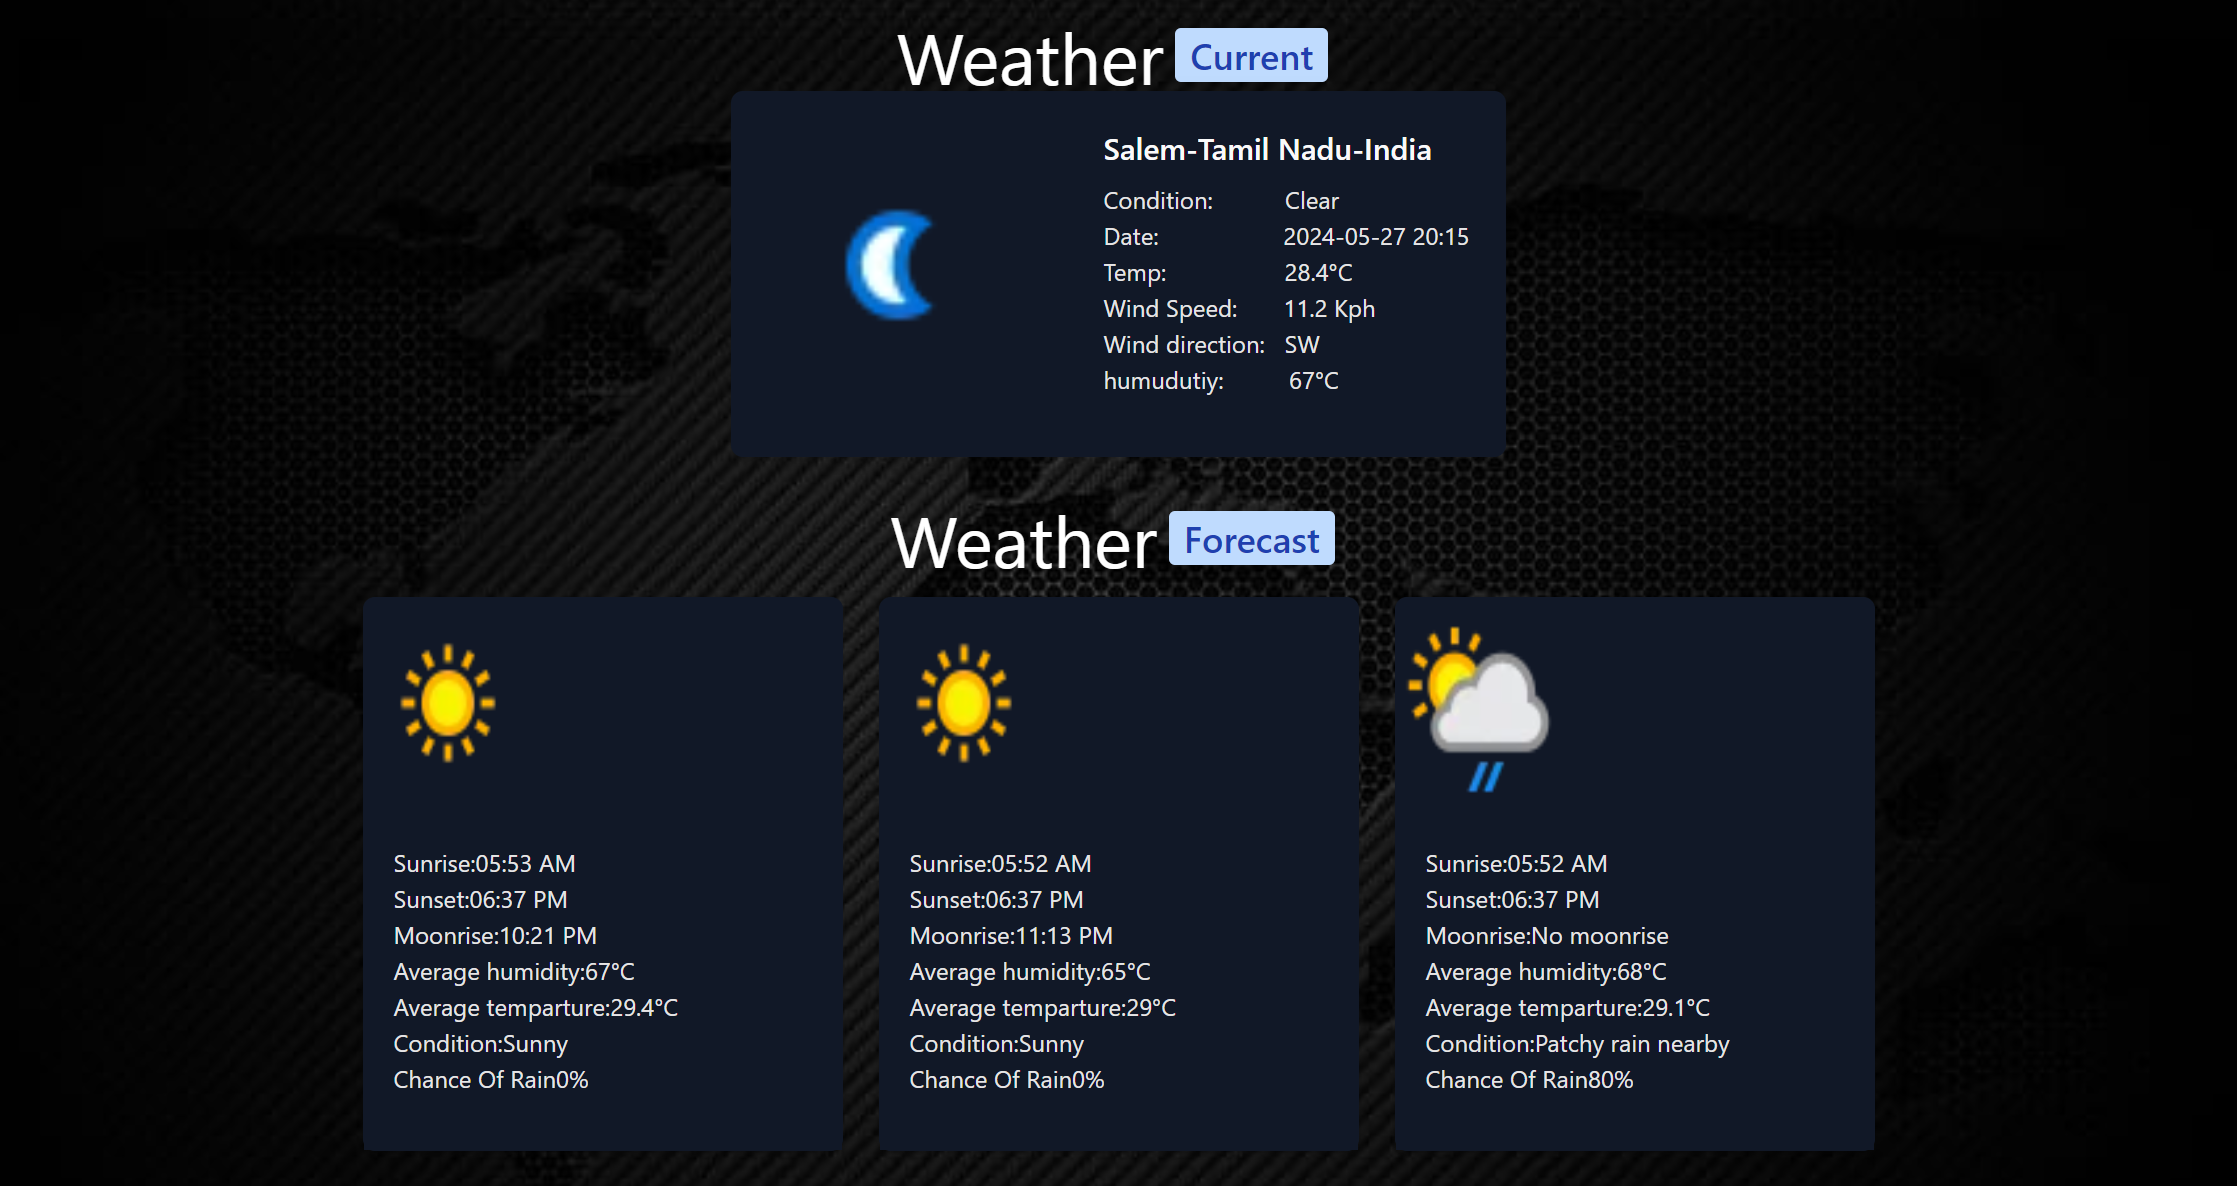 Weather Current
Salem-Tamil Nadu-India
Condition: Clear
Date: 2024-05-27 20:15
Temp: 28.4°C
Wind Speed: 11.2 Kph
Wind direction: SW
humudutiy: 67°C
Weather Forecast
Sunrise:05:53 AM
Sunset:06:37 PM
Moonrise:10:21 PM
Average humidity:67°C
Average temparture:29.4°C
Condition:Sunny
Chance Of Rain0%
Sunrise:05:52 AM
Sunset:06:37 PM
Moonrise:11:13 PM
Average humidity:65°C
Average temparture:29°C
Condition:Sunny
Chance Of Rain0%
Sunrise:05:52 AM
Sunset:06:37 PM
Moonrise:No moonrise
Average humidity:68°C
Average temparture:29.1°C
Condition:Patchy rain nearby
Chance Of Rain80%